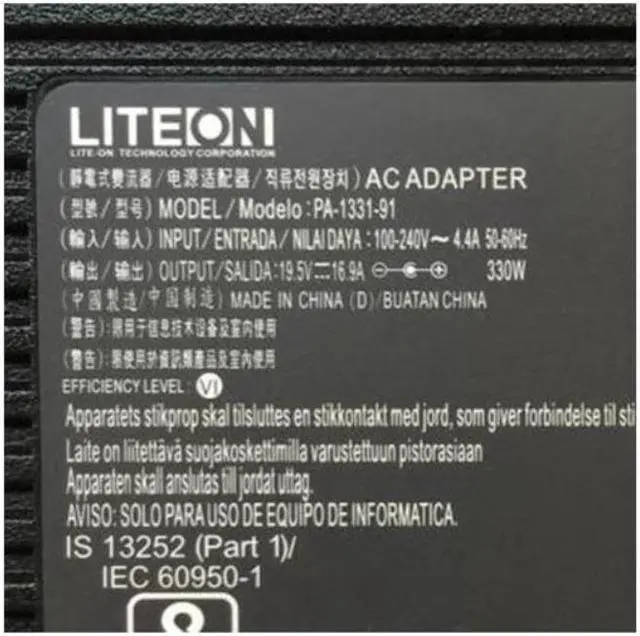 LITEON
LITE-ON TECHNOLOGY CORPORATION
(靜電式變流器/电源适配器/직류전원장치) AC ADAPTER
(型號/型号) MODEL/Modelo:PA-1331-91
(輸入/输入) INPUT/ENTRADA/NILAI DAYA:100-240V~ 4.4A 50-60Hz
(輸出/输出) OUTPUT/SALIDA:19.5V⎓16.9A 330W
(中國製造/中国制造) MADE IN CHINA (D)/BUATAN CHINA
(警告):限用于信息技术设备及室内使用
(警告):限使用於資訊類產品及室內使用
EFFICIENCY LEVEL VI
Apparatets stikprop skal tilsluttes en stikkontakt med jord, som giver forbindelse til sti
Laite on liitettävä suojakoskettimilla varustettuun pistorasiaan
Apparaten skall anslutas till jordat uttag.
AVISO: SOLO PARA USO DE EQUIPO DE INFORMATICA.
IS 13252 (Part 1)/
IEC 60950-1